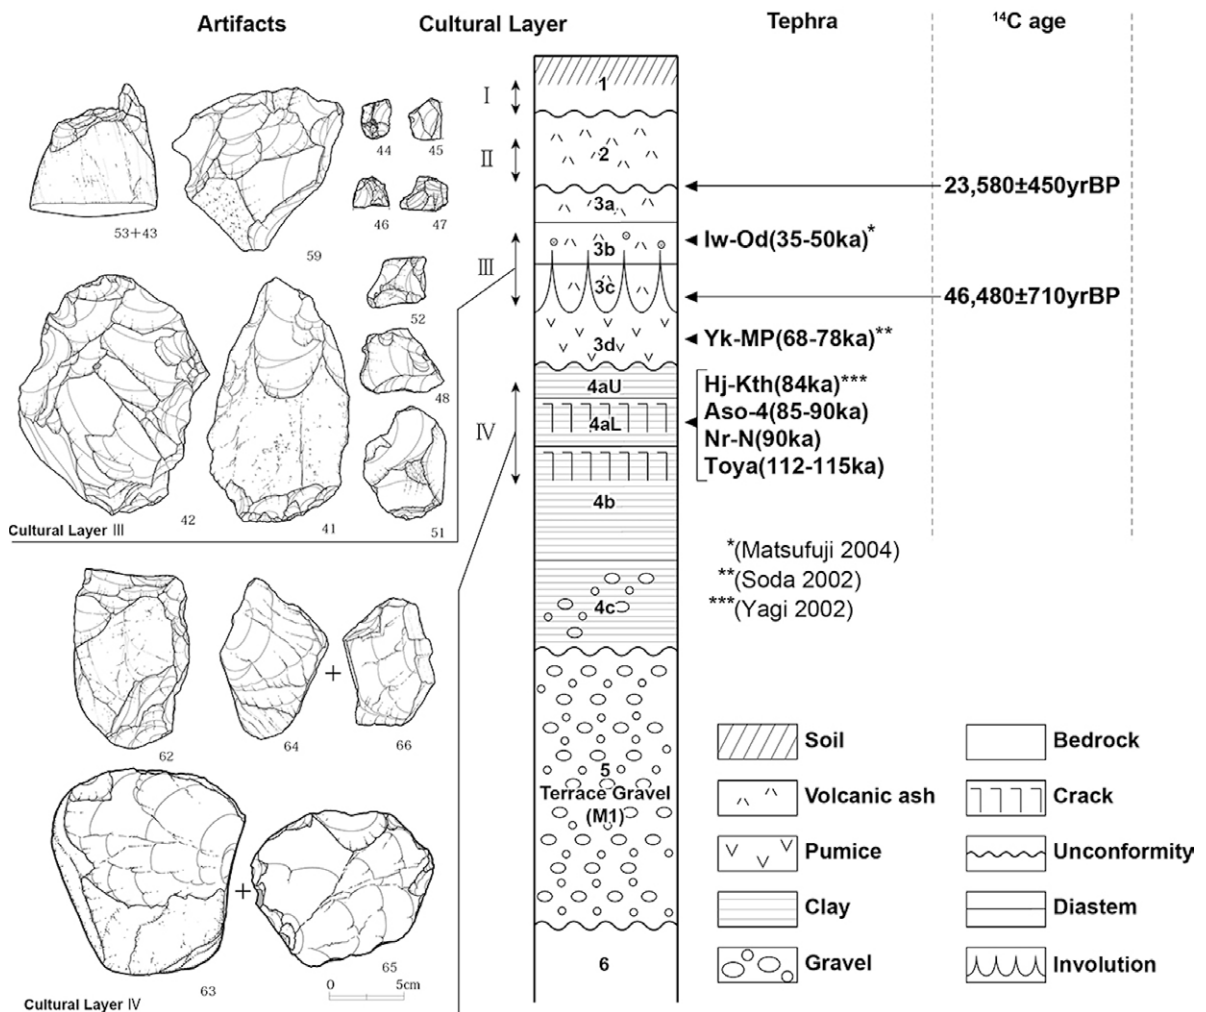 Artifacts
Cultural Layer
Tephra
¹⁴C age
53+43
59
44
45
46
47
52
48
42
41
51
Cultural Layer Ⅲ
62
64
+
66
63
+
65
0 5cm
Cultural Layer Ⅳ
Ⅰ
Ⅱ
Ⅲ
Ⅳ
1
2
3a
3b
3c
3d
4aU
4aL
4b
4c
5
Terrace Gravel
(M1)
6
23,580±450yrBP
Iw-Od(35-50ka)*
46,480±710yrBP
Yk-MP(68-78ka)**
Hj-Kth(84ka)***
Aso-4(85-90ka)
Nr-N(90ka)
Toya(112-115ka)
*(Matsufuji 2004)
**(Soda 2002)
***(Yagi 2002)
Soil
Volcanic ash
Pumice
Clay
Gravel
Bedrock
Crack
Unconformity
Diastem
Involution